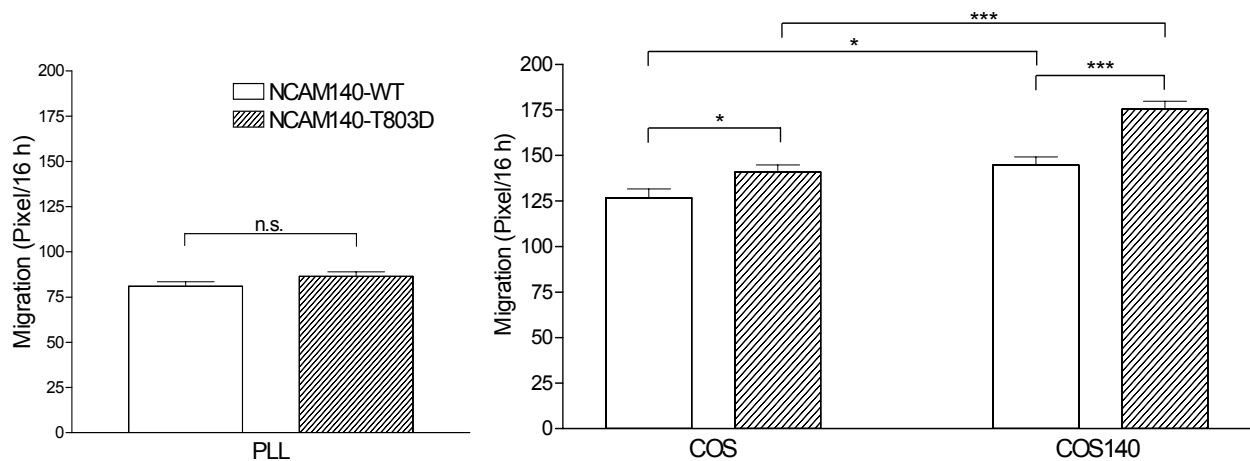 Migration (Pixel/16 h)
200
175
150
125
100
75
50
25
0
NCAM140-WT
NCAM140-T803D
n.s.
PLL
Migration (Pixel/16 h)
200
175
150
125
100
75
50
25
0
***
*
***
*
COS
COS140